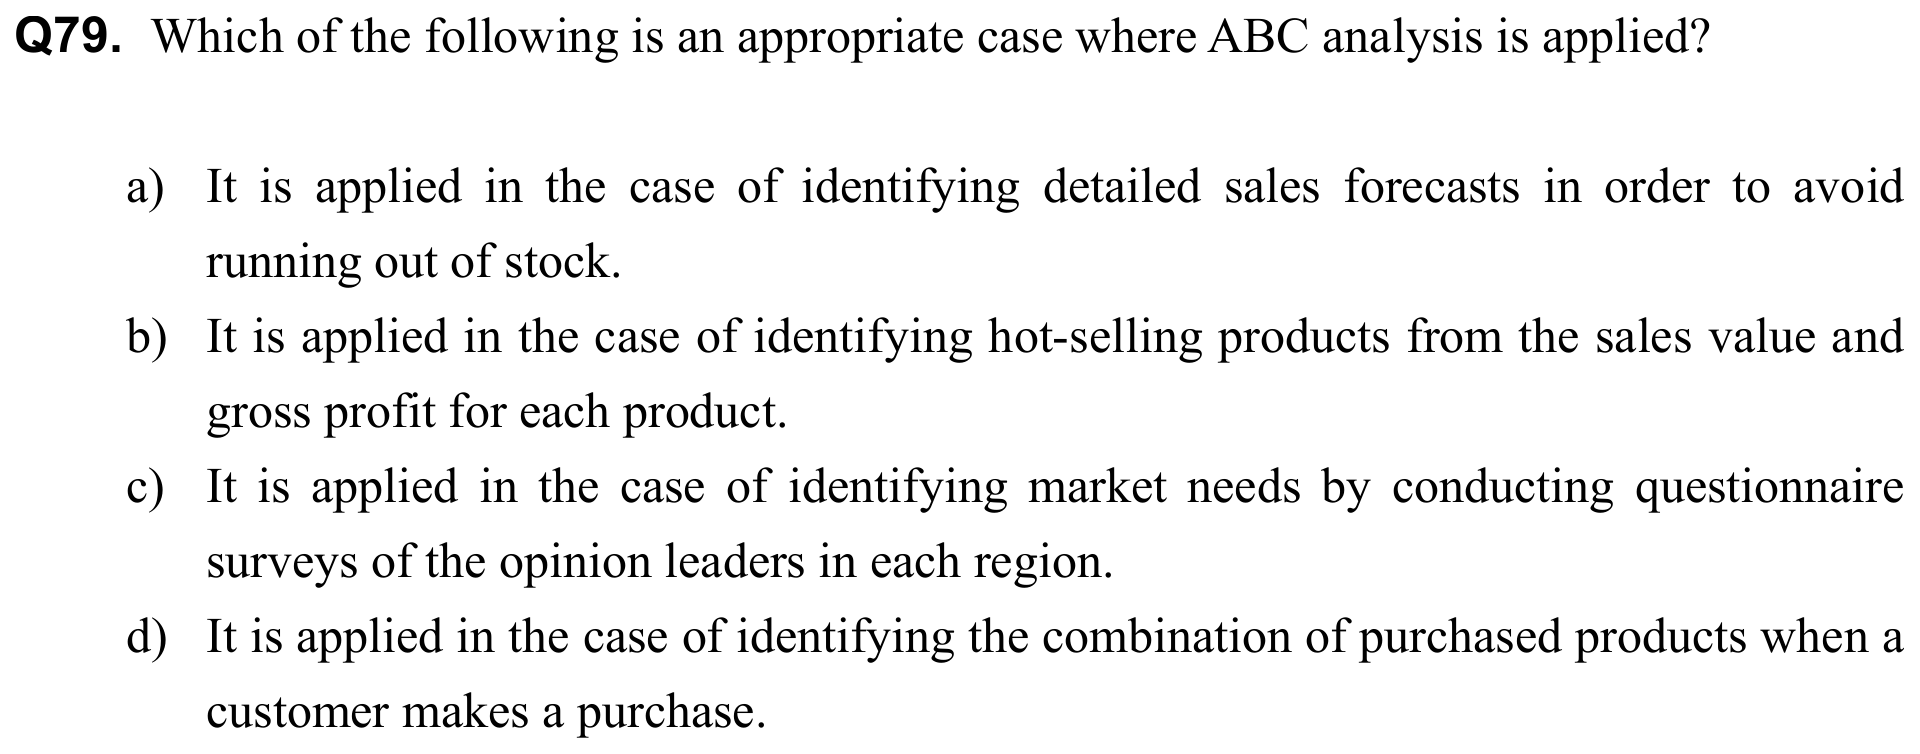 Q79. Which of the following is an appropriate case where ABC analysis is applied?
a) It is applied in the case of identifying detailed sales forecasts in order to avoid
running out of stock.
b) It is applied in the case of identifying hot-selling products from the sales value and
gross profit for each product.
c) It is applied in the case of identifying market needs by conducting questionnaire
surveys of the opinion leaders in each region.
d) It is applied in the case of identifying the combination of purchased products when a
customer makes a purchase.